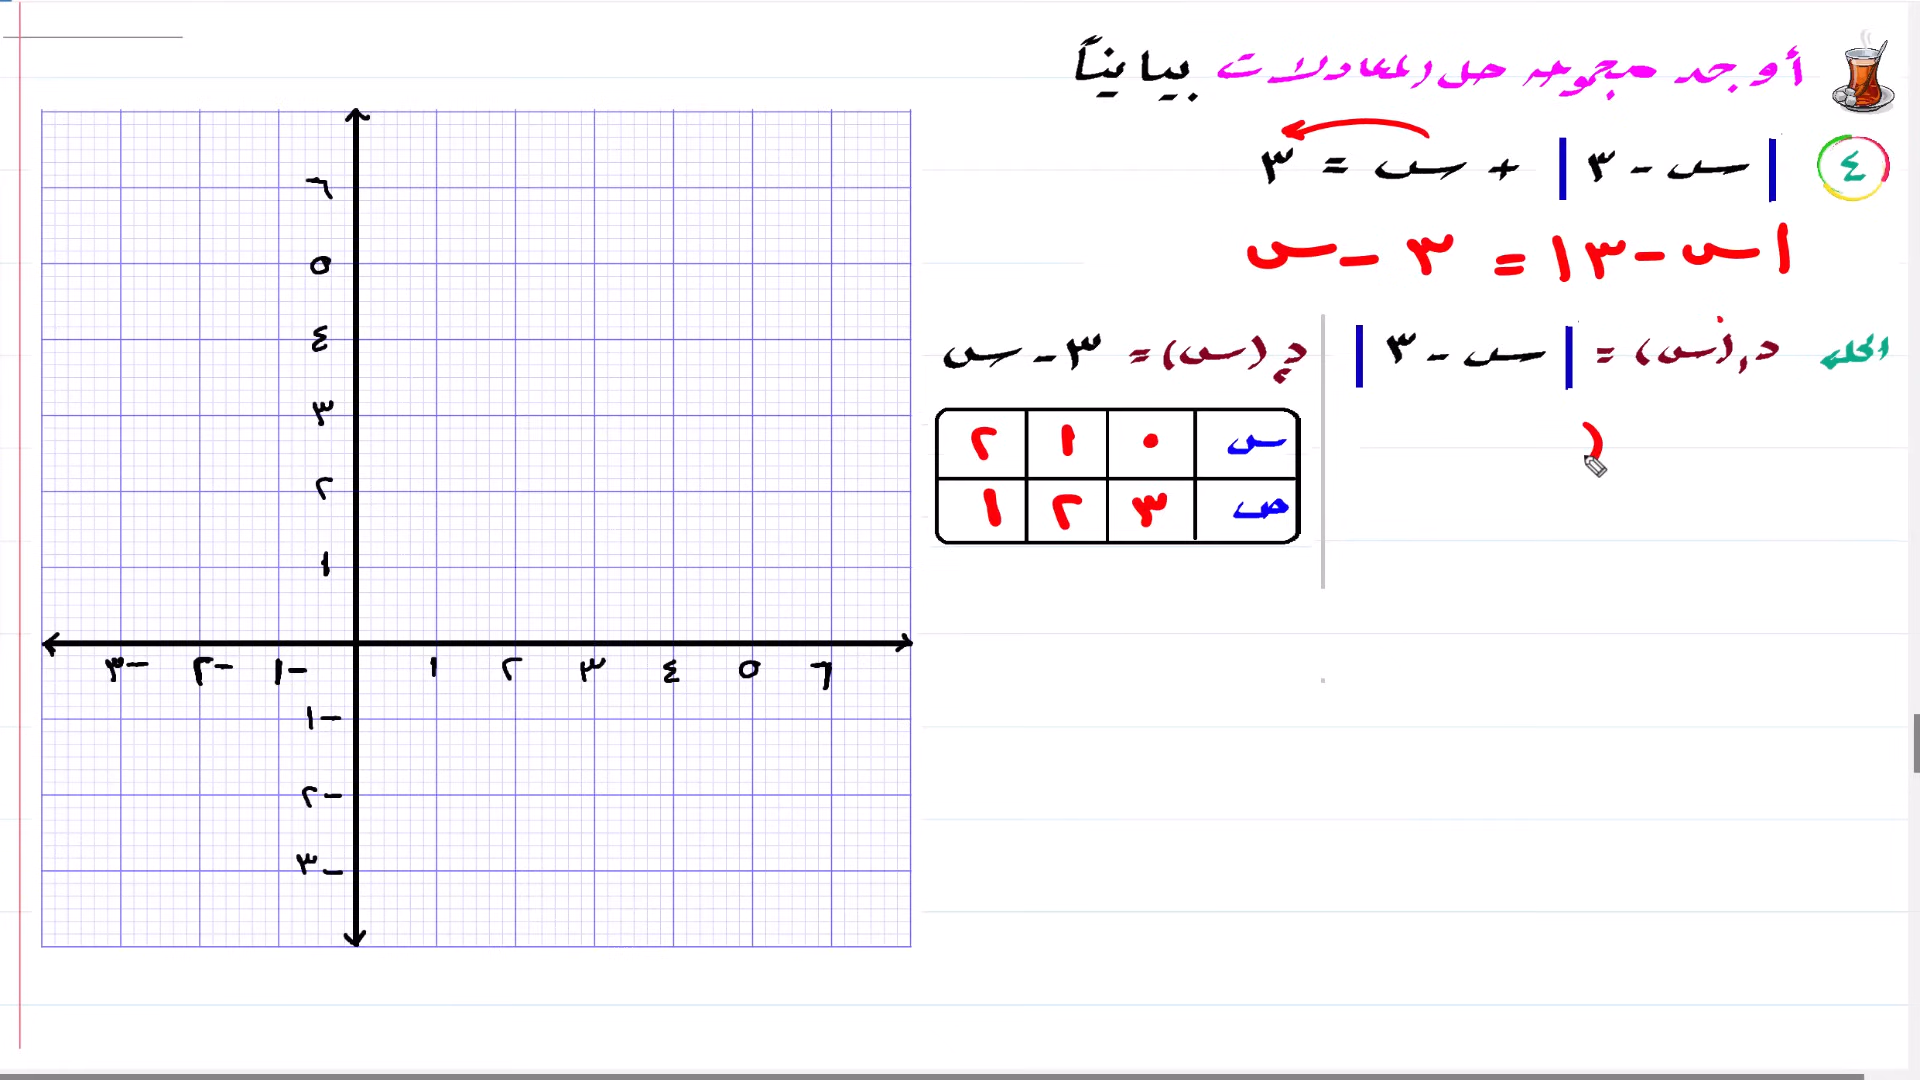 أوجد مجموعة حل المعادلات بيانياً
٤ |س - ٣| + س = ٣
|س - ٣| = ٣ - س
الحل د١(س) = |س - ٣|
د٢(س) = ٣ - س
س ٠ ١ ٢
ص ٣ ٢ ١
٦
٥
٤
٣
٢
١
-٣ -٢ -١ ١ ٢ ٣ ٤ ٥ ٦
-١
-٢
-٣